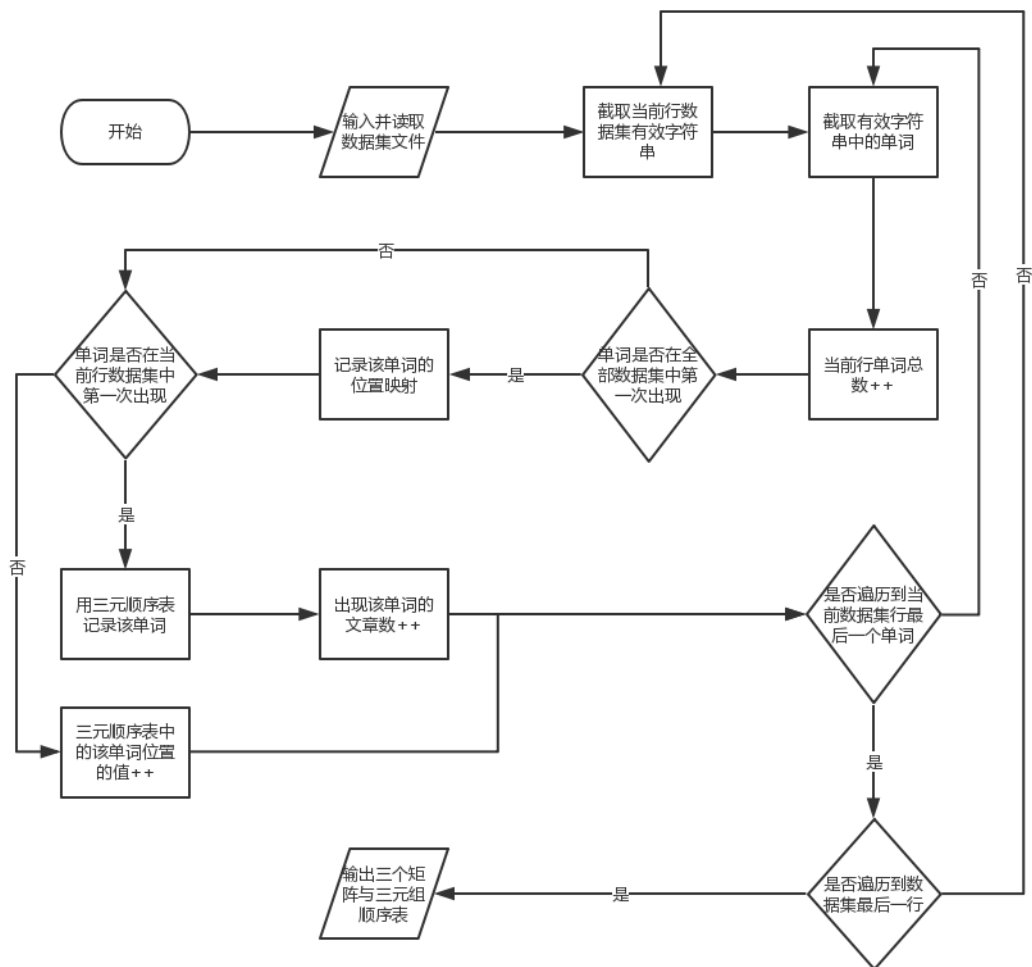 开始
输入并读取
数据集文件
截取当前行数
据集有效字符
串
截取有效字符
串中的单词
否
否
否
单词是否在当
前行数据集中
第一次出现
记录该单词的
位置映射
是
单词是否在全
部数据集中第
一次出现
当前行单词总
数++
是
否
用三元顺序表
记录该单词
出现该单词的
文章数++
是否遍历到当
前数据集行最
后一个单词
三元顺序表中
的该单词位置
的值++
是
输出三个矩
阵与三元组
顺序表
是
是否遍历到数
据集最后一行